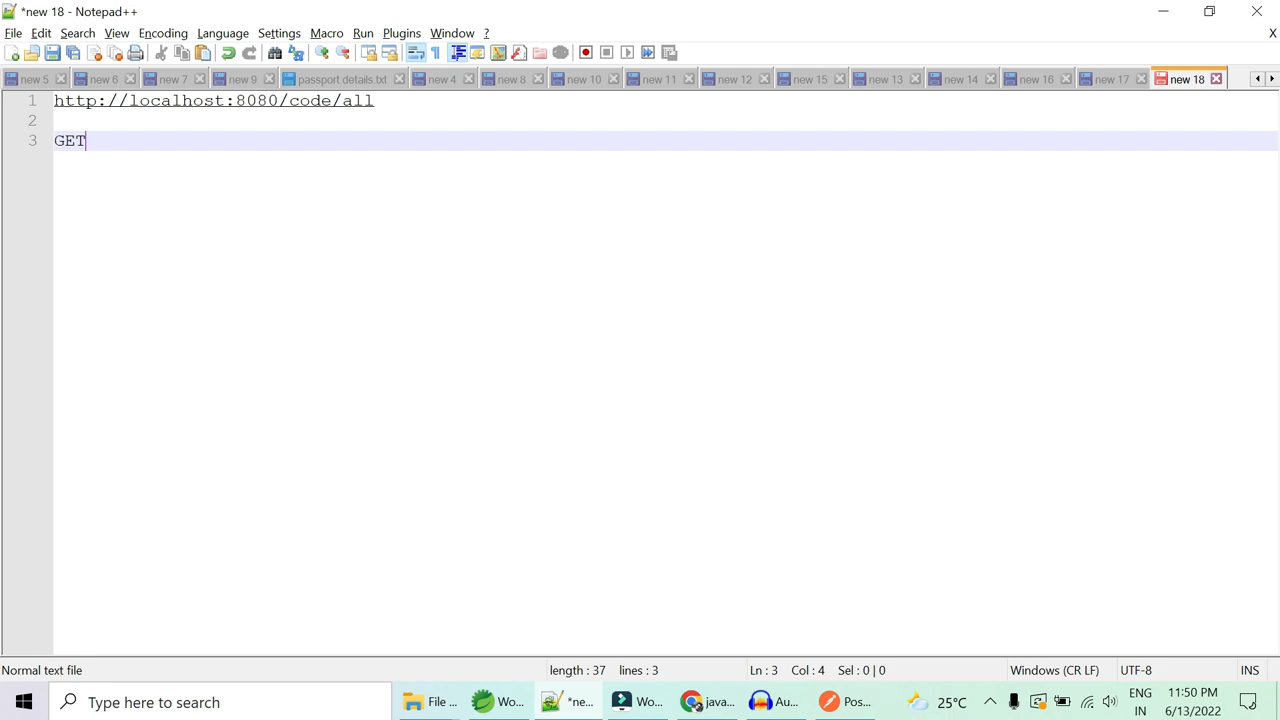 *new 18 - Notepad++
File Edit Search View Encoding Language Settings Macro Run Plugins Window ? X
new 5 new 6 new 7 new 9 passport details.txt new 4 new 8 new 10 new 11 new 12 new 15 new 13 new 14 new 16 new 17 new 18
1 http://localhost:8080/code/all
2
3 GET
Normal text file length : 37 lines : 3 Ln : 3 Col : 4 Sel : 0 | 0 Windows (CR LF) UTF-8 INS
Type here to search File ... Wo... *ne... Wo... java... Au... Pos... 25°C ENG 11:50 PM
IN 6/13/2022